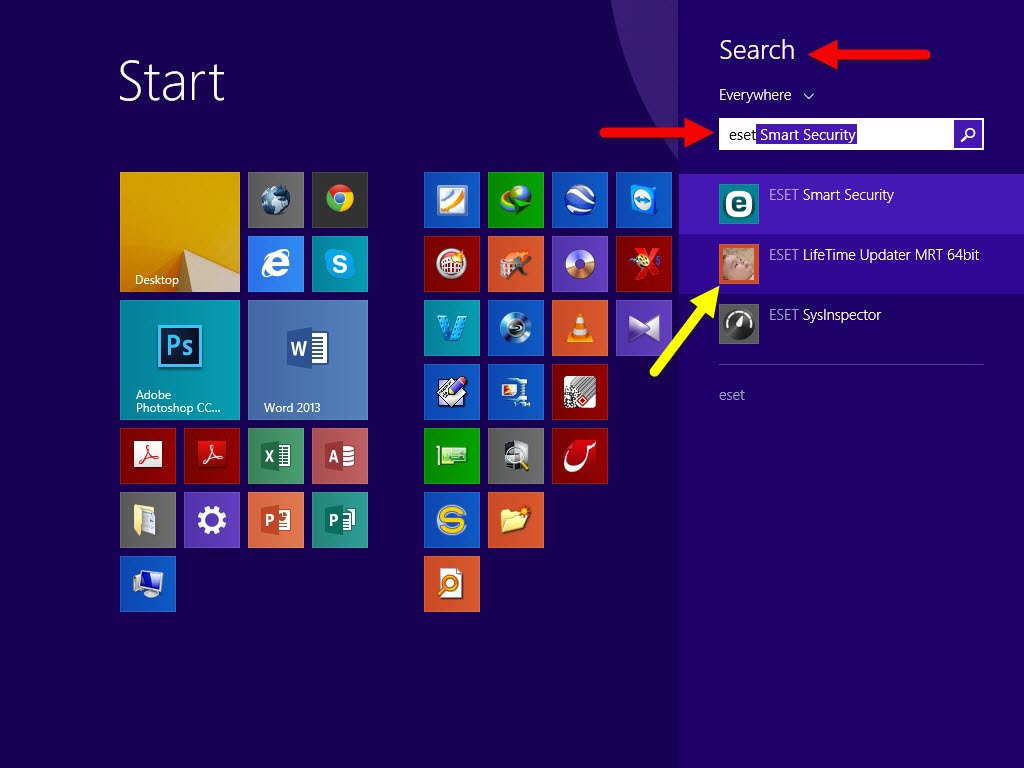 Start
Desktop
Ps
Adobe
Photoshop CC...
W
Word 2013
X
A
P
P
S
Search
Everywhere
eset Smart Security
ESET Smart Security
ESET LifeTime Updater MRT 64bit
ESET SysInspector
eset